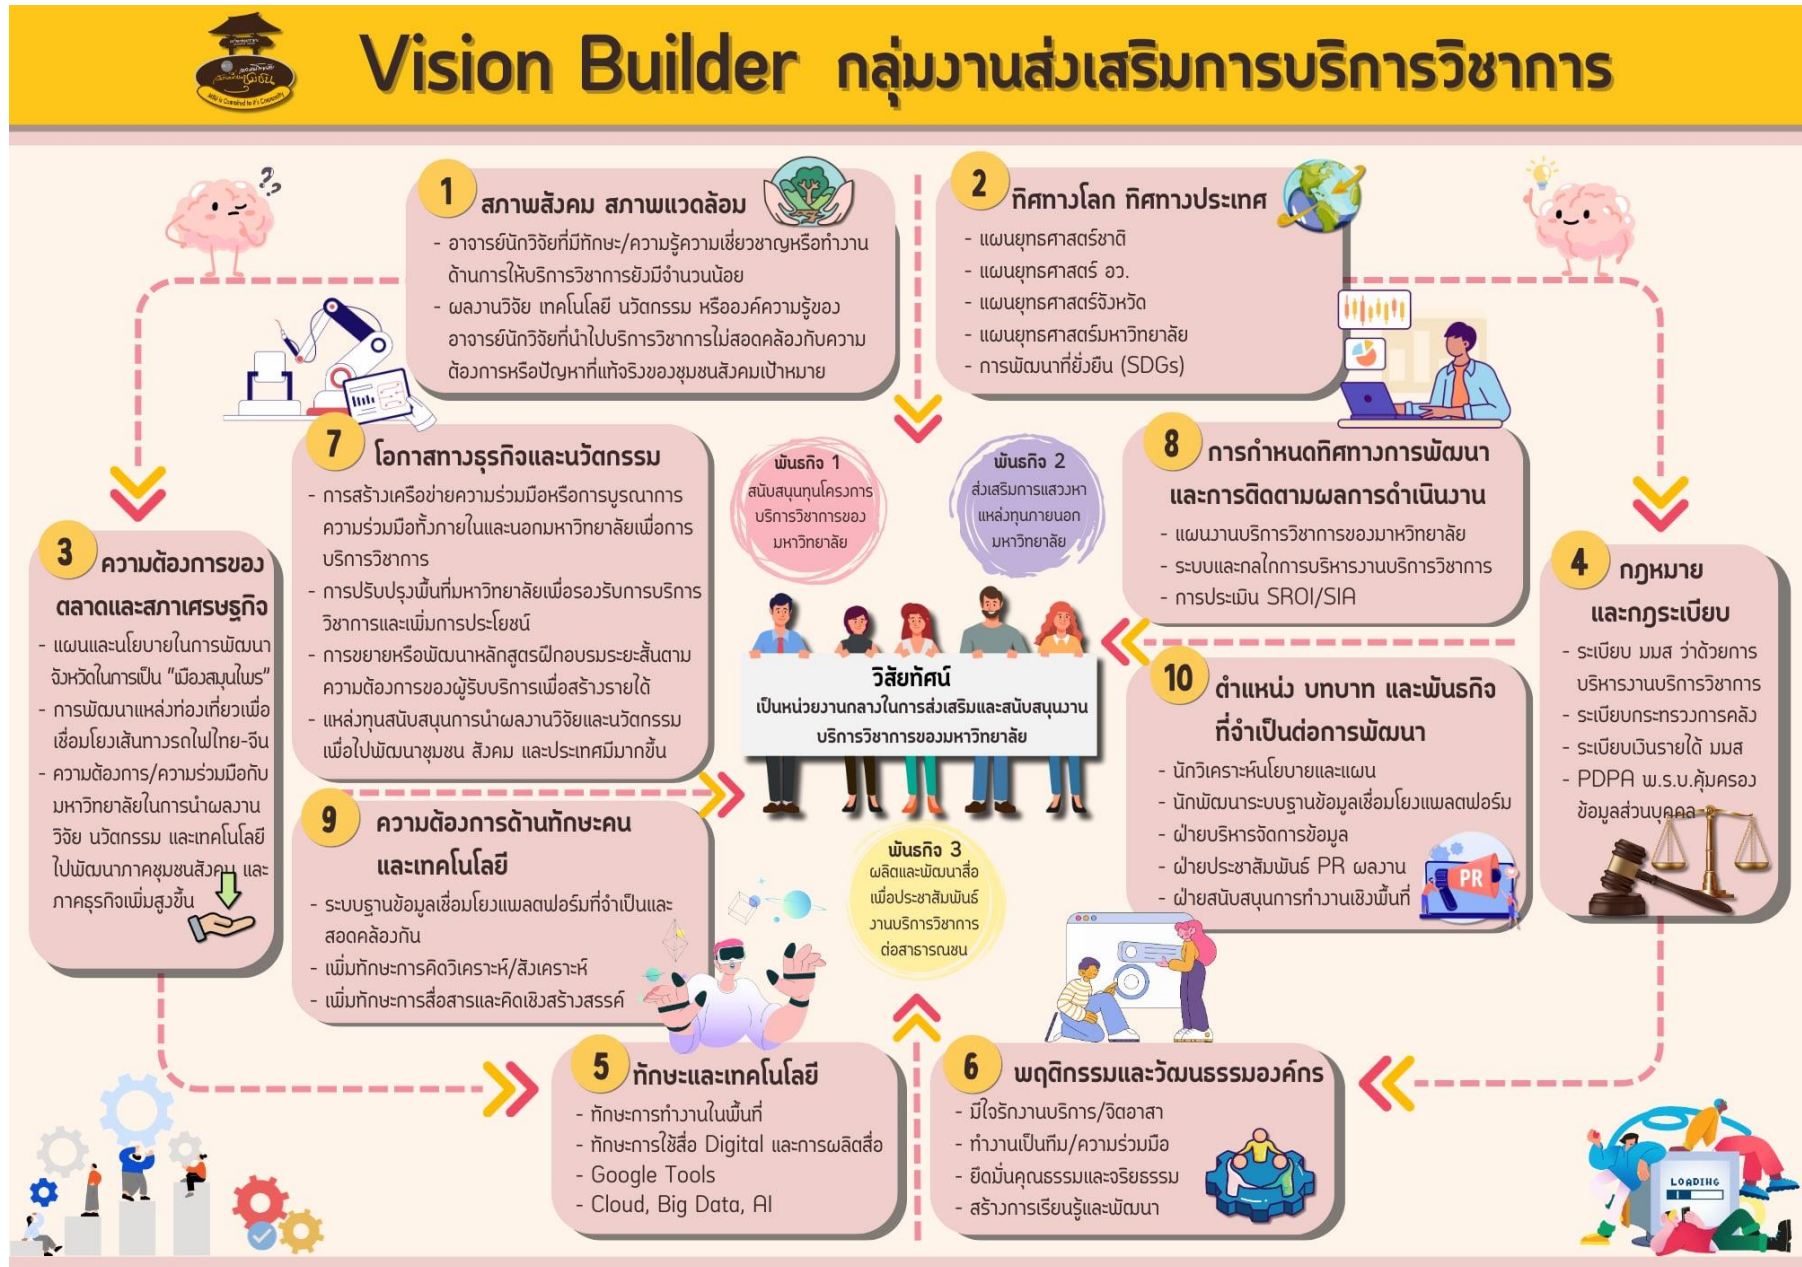 Vision Builder กลุ่มงานส่งเสริมการบริการวิชาการ
1
สภาพสังคม สภาพแวดล้อม
- อาจารย์นักวิจัยที่มีทักษะ/ความรู้ความเชี่ยวชาญหรือทำงาน
ด้านการให้บริการวิชาการยังมีจำนวนน้อย
- ผลงานวิจัย เทคโนโลยี นวัตกรรม หรือองค์ความรู้ของ
อาจารย์นักวิจัยที่นำไปบริการวิชาการไม่สอดคล้องกับความ
ต้องการหรือปัญหาที่แท้จริงของชุมชนสังคมเป้าหมาย
2
ทิศทางโลก ทิศทางประเทศ
- แผนยุทธศาสตร์ชาติ
- แผนยุทธศาสตร์ อว.
- แผนยุทธศาสตร์จังหวัด
- แผนยุทธศาสตร์มหาวิทยาลัย
- การพัฒนาที่ยั่งยืน (SDGs)
3
ความต้องการของ
ตลาดและสภาเศรษฐกิจ
- แผนและนโยบายในการพัฒนา
จังหวัดในการเป็น "เมืองสมุนไพร"
- การพัฒนาแหล่งท่องเที่ยวเพื่อ
เชื่อมโยงเส้นทางรถไฟไทย-จีน
- ความต้องการ/ความร่วมมือกับ
มหาวิทยาลัยในการนำผลงาน
วิจัย นวัตกรรม และเทคโนโลยี
ไปพัฒนาภาคชุมชนสังคม และ
ภาคธุรกิจเพิ่มสูงขึ้น
7
โอกาสทางธุรกิจและนวัตกรรม
- การสร้างเครือข่ายความร่วมมือหรือการบูรณาการ
ความร่วมมือทั้งภายในและนอกมหาวิทยาลัยเพื่อการ
บริการวิชาการ
- การปรับปรุงพื้นที่มหาวิทยาลัยเพื่อรองรับการบริการ
วิชาการและเพิ่มการประโยชน์
- การขยายหรือพัฒนาหลักสูตรฝึกอบรมระยะสั้นตาม
ความต้องการของผู้รับบริการเพื่อสร้างรายได้
- แหล่งทุนสนับสนุนการนำผลงานวิจัยและนวัตกรรม
เพื่อไปพัฒนาชุมชน สังคม และประเทศมีมากขึ้น
พันธกิจ 1
สนับสนุนทุนโครงการ
บริการวิชาการของ
มหาวิทยาลัย
พันธกิจ 2
ส่งเสริมการแสวงหา
แหล่งทุนภายนอก
มหาวิทยาลัย
วิสัยทัศน์
เป็นหน่วยงานกลางในการส่งเสริมและสนับสนุนงาน
บริการวิชาการของมหาวิทยาลัย
พันธกิจ 3
ผลิตและพัฒนาสื่อ
เพื่อประชาสัมพันธ์
งานบริการวิชาการ
ต่อสาธารณชน
8
การกำหนดทิศทางการพัฒนา
และการติดตามผลการดำเนินงาน
- แผนงานบริการวิชาการของมาหวิทยาลัย
- ระบบและกลไกการบริหารงานบริการวิชาการ
- การประเมิน SROI/SIA
4
กฎหมาย
และกฎระเบียบ
- ระเบียบ มมส ว่าด้วยการ
บริหารงานบริการวิชาการ
- ระเบียบกระทรวงการคลัง
- ระเบียบเงินรายได้ มมส
- PDPA พ.ร.บ.คุ้มครอง
ข้อมูลส่วนบุคคล
10
ตำแหน่ง บทบาท และพันธกิจ
ที่จำเป็นต่อการพัฒนา
- นักวิเคราะห์นโยบายและแผน
- นักพัฒนาระบบฐานข้อมูลเชื่อมโยงแพลตฟอร์ม
- ฝ่ายบริหารจัดการข้อมูล
- ฝ่ายประชาสัมพันธ์ PR ผลงาน
- ฝ่ายสนับสนุนการทำงานเชิงพื้นที่
PR
9
ความต้องการด้านทักษะคน
และเทคโนโลยี
- ระบบฐานข้อมูลเชื่อมโยงแพลตฟอร์มที่จำเป็นและ
สอดคล้องกัน
- เพิ่มทักษะการคิดวิเคราะห์/สังเคราะห์
- เพิ่มทักษะการสื่อสารและคิดเชิงสร้างสรรค์
5
ทักษะและเทคโนโลยี
- ทักษะการทำงานในพื้นที่
- ทักษะการใช้สื่อ Digital และการผลิตสื่อ
- Google Tools
- Cloud, Big Data, AI
6
พฤติกรรมและวัฒนธรรมองค์กร
- มีใจรักงานบริการ/จิตอาสา
- ทำงานเป็นทีม/ความร่วมมือ
- ยึดมั่นคุณธรรมและจริยธรรม
- สร้างการเรียนรู้และพัฒนา
LOADING